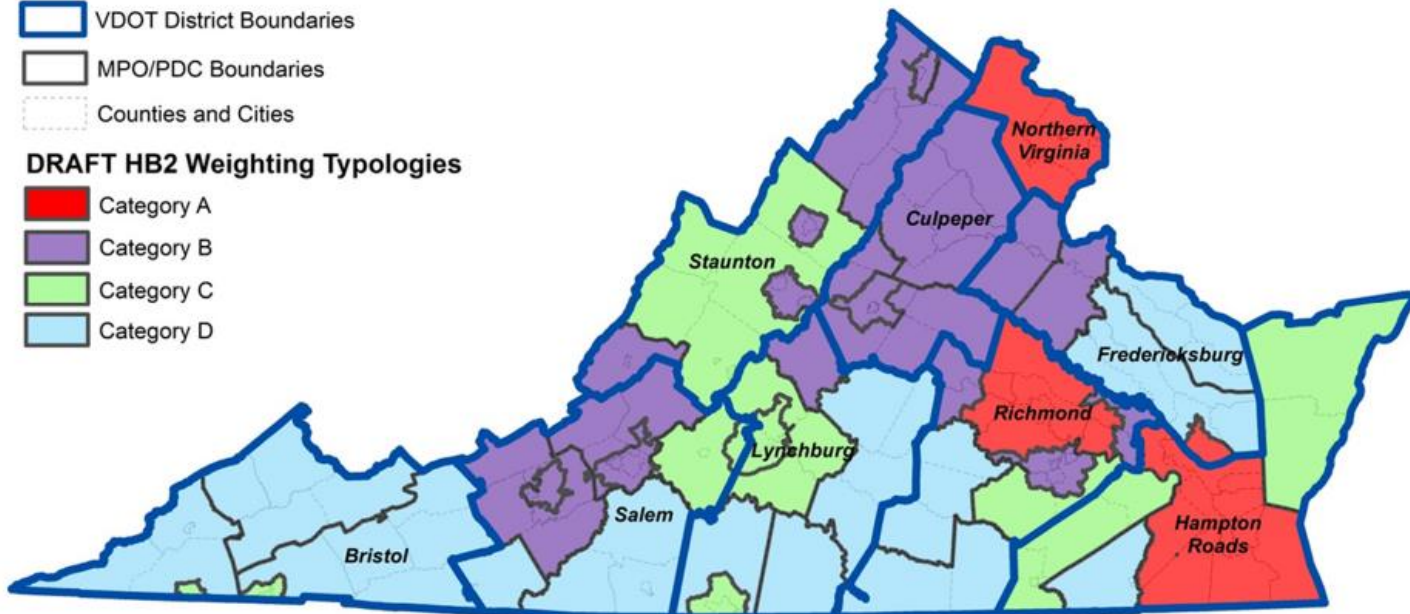 VDOT District Boundaries
MPO/PDC Boundaries
Counties and Cities
DRAFT HB2 Weighting Typologies
Category A
Category B
Category C
Category D
Northern
Virginia
Culpeper
Staunton
Fredericksburg
Richmond
Lynchburg
Salem
Hampton
Roads
Bristol